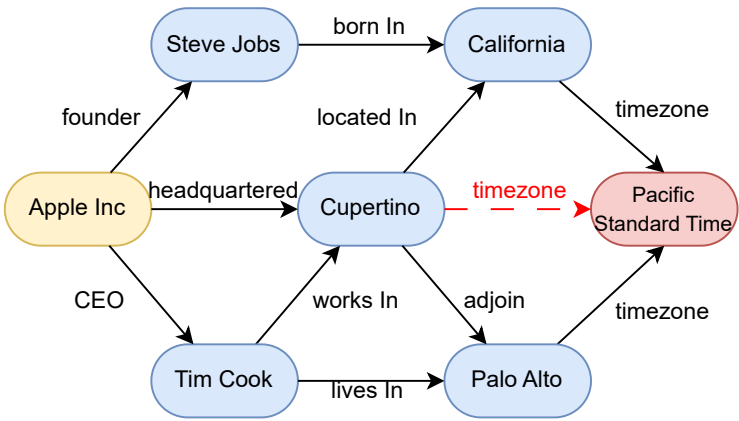 born In
Steve Jobs
California
founder
located In
timezone
headquartered
timezone
Apple Inc
Cupertino
Pacific
Standard Time
CEO
works In
adjoin
timezone
Tim Cook
lives In
Palo Alto